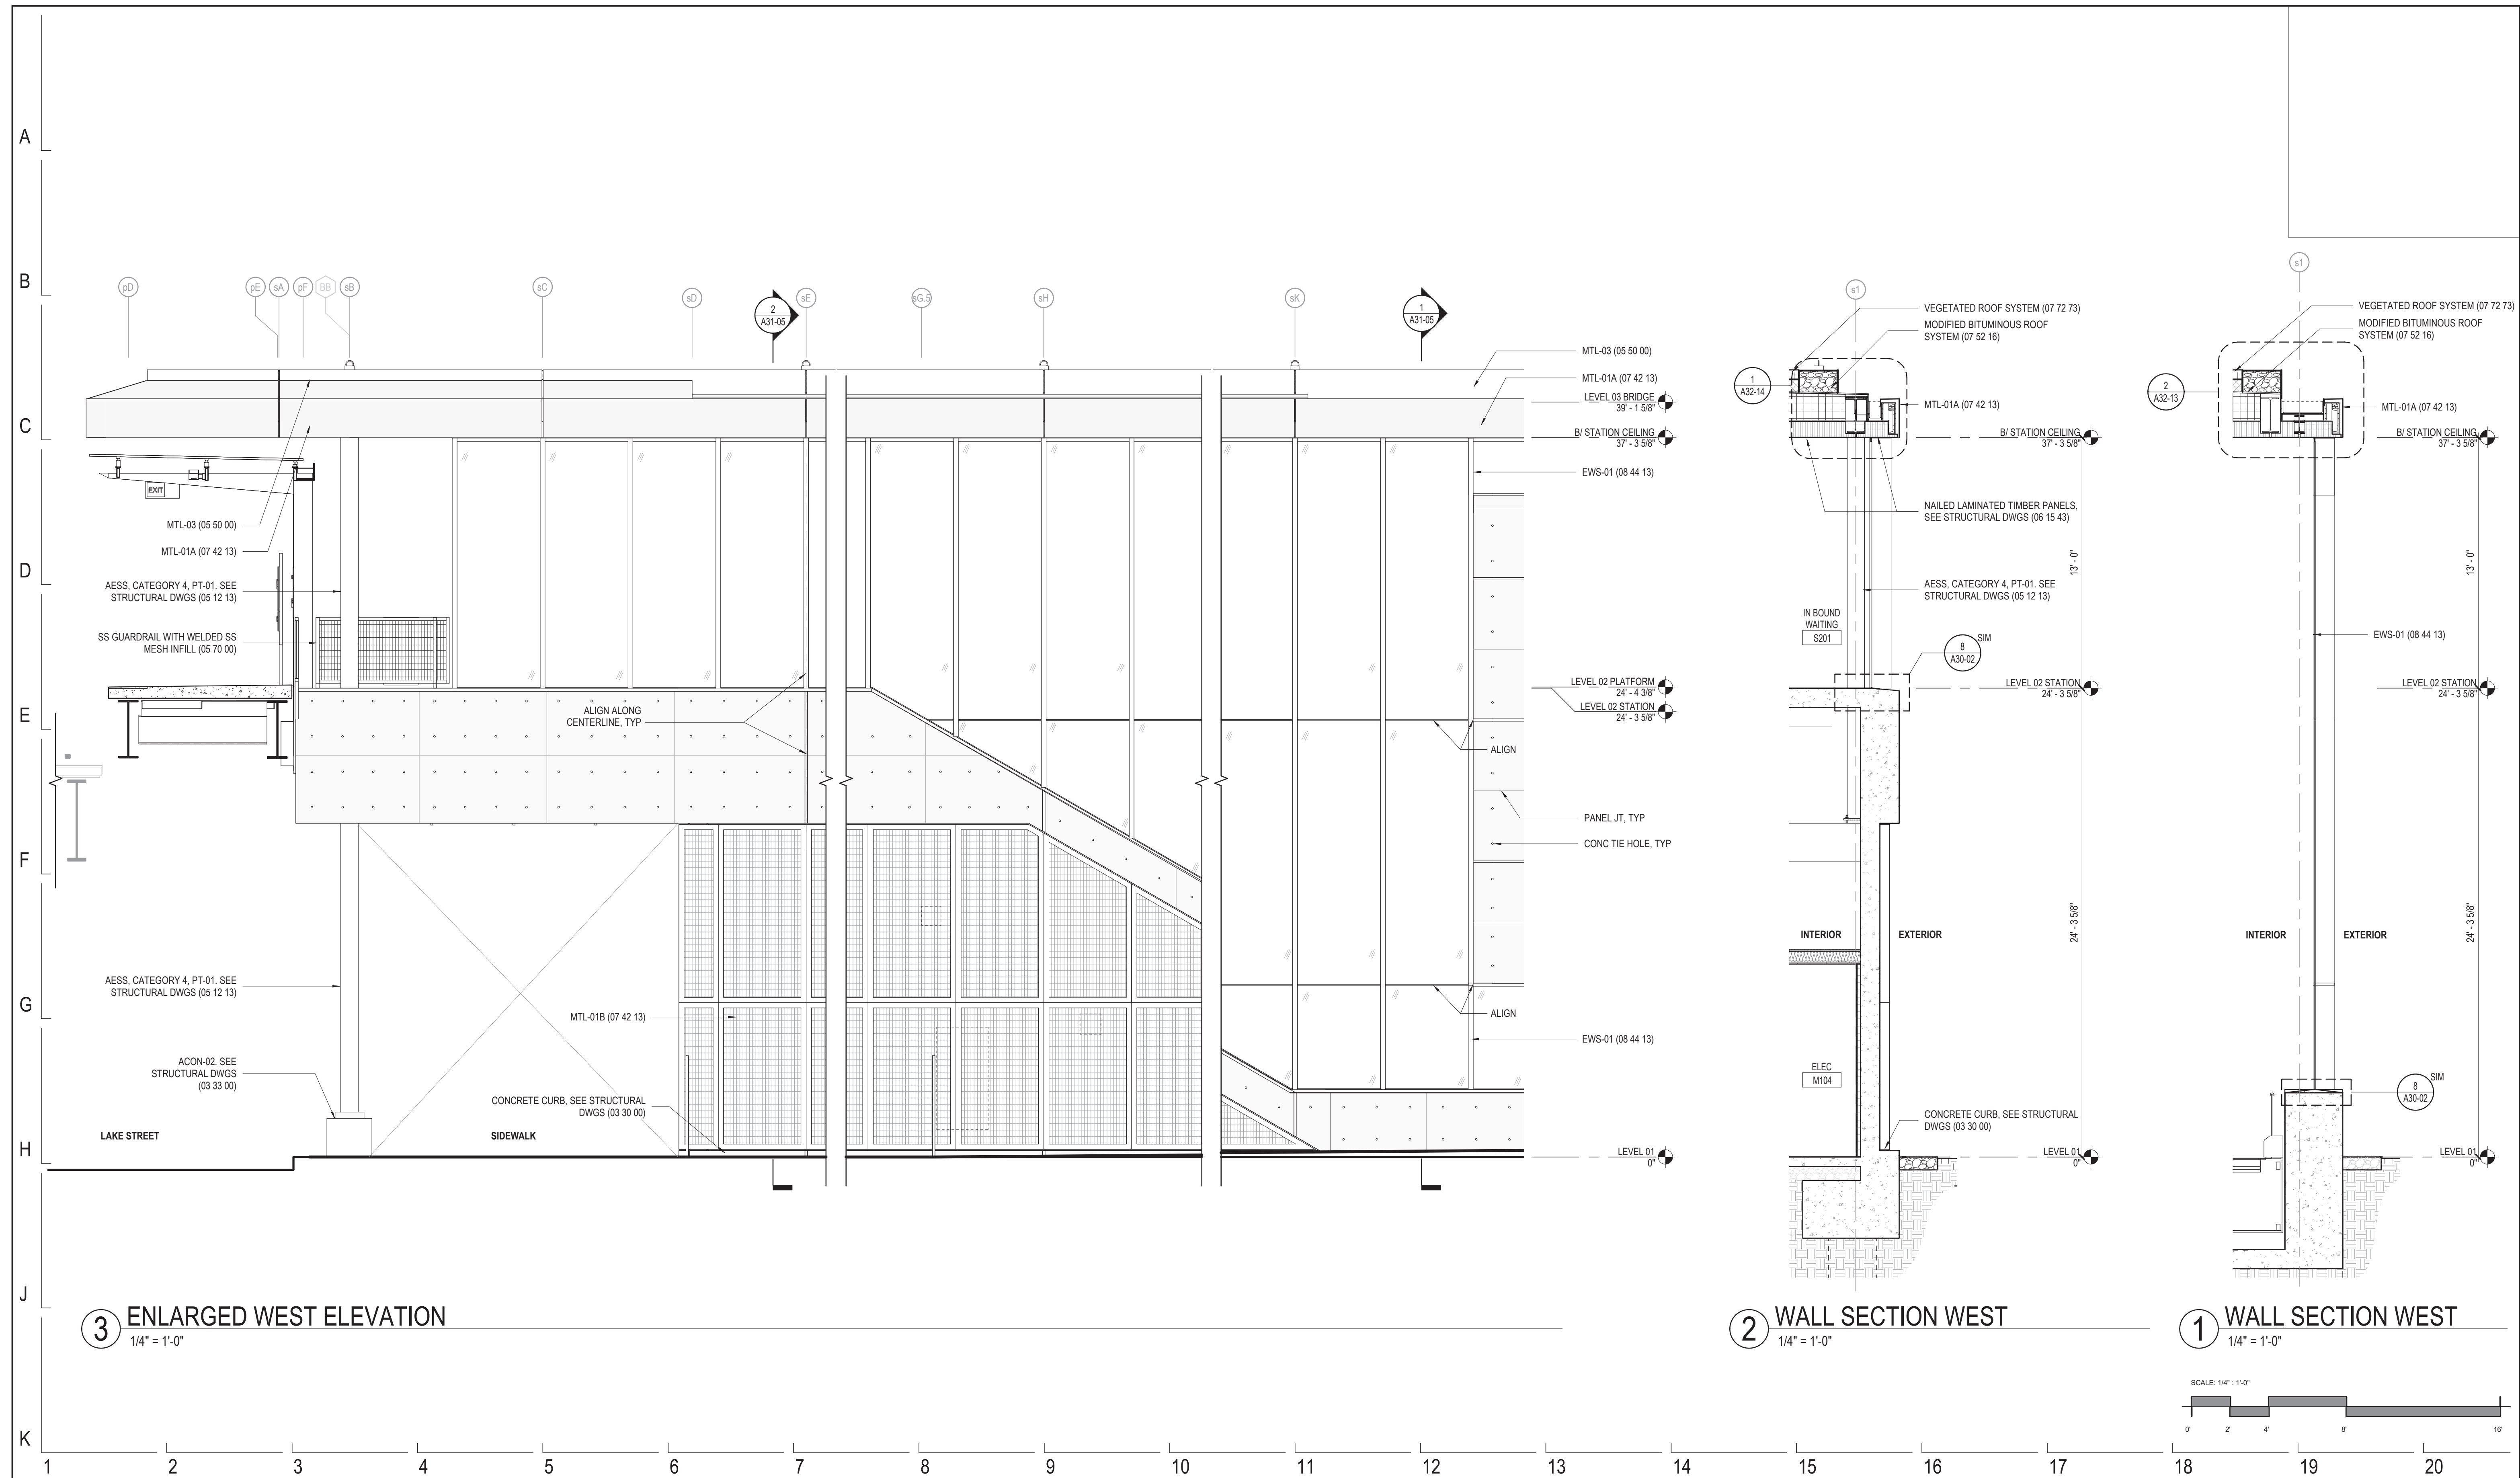 A
B
C
D
E
F
G
H
J
K
pD
pE
sA
pF
BB
sB
sC
sD
2
A31-05
sE
sG.5
sH
sK
1
A31-05
MTL-03 (05 50 00)
MTL-01A (07 42 13)
LEVEL 03 BRIDGE
39' - 1 5/8"
B/ STATION CEILING
37' - 3 5/8"
EWS-01 (08 44 13)
EXIT
MTL-03 (05 50 00)
MTL-01A (07 42 13)
AESS, CATEGORY 4, PT-01. SEE
STRUCTURAL DWGS (05 12 13)
SS GUARDRAIL WITH WELDED SS
MESH INFILL (05 70 00)
ALIGN ALONG
CENTERLINE, TYP
LEVEL 02 PLATFORM
24' - 4 3/8"
LEVEL 02 STATION
24' - 3 5/8"
ALIGN
PANEL JT, TYP
CONC TIE HOLE, TYP
AESS, CATEGORY 4, PT-01. SEE
STRUCTURAL DWGS (05 12 13)
MTL-01B (07 42 13)
ALIGN
EWS-01 (08 44 13)
ACON-02. SEE
STRUCTURAL DWGS
(03 33 00)
CONCRETE CURB, SEE STRUCTURAL
DWGS (03 30 00)
LAKE STREET
SIDEWALK
LEVEL 01
0"
3
ENLARGED WEST ELEVATION
1/4" = 1'-0"
s1
VEGETATED ROOF SYSTEM (07 72 73)
MODIFIED BITUMINOUS ROOF
SYSTEM (07 52 16)
1
A32-14
MTL-01A (07 42 13)
B/ STATION CEILING
37' - 3 5/8"
NAILED LAMINATED TIMBER PANELS,
SEE STRUCTURAL DWGS (06 15 43)
13' - 0"
AESS, CATEGORY 4, PT-01. SEE
STRUCTURAL DWGS (05 12 13)
IN BOUND
WAITING
S201
8
A30-02
SIM
LEVEL 02 STATION
24' - 3 5/8"
24' - 3 5/8"
INTERIOR
EXTERIOR
ELEC
M104
CONCRETE CURB, SEE STRUCTURAL
DWGS (03 30 00)
LEVEL 01
0"
2
WALL SECTION WEST
1/4" = 1'-0"
s1
VEGETATED ROOF SYSTEM (07 72 73)
MODIFIED BITUMINOUS ROOF
SYSTEM (07 52 16)
2
A32-13
MTL-01A (07 42 13)
B/ STATION CEILING
37' - 3 5/8"
13' - 0"
EWS-01 (08 44 13)
LEVEL 02 STATION
24' - 3 5/8"
24' - 3 5/8"
INTERIOR
EXTERIOR
8
A30-02
SIM
LEVEL 01
0"
1
WALL SECTION WEST
1/4" = 1'-0"
SCALE: 1/4" : 1'-0"
0' 2' 4' 8' 16'
1 2 3 4 5 6 7 8 9 10 11 12 13 14 15 16 17 18 19 20